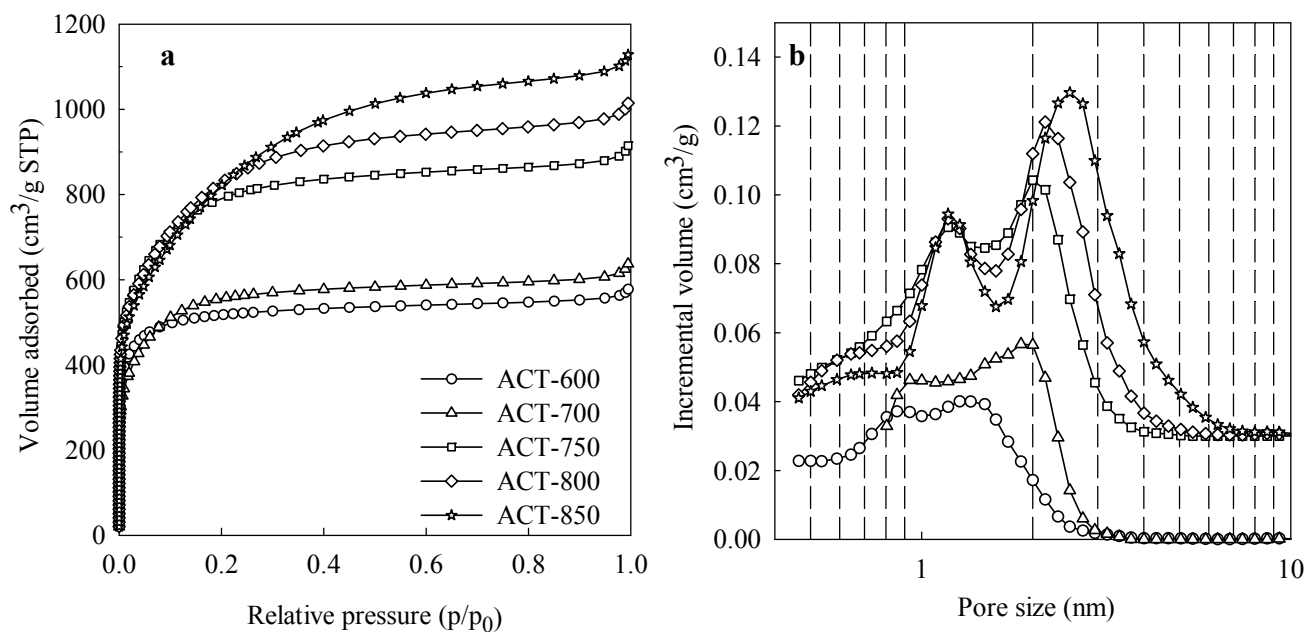 a
Volume adsorbed (cm³/g STP)
1200
1000
800
600
400
200
0
0.0 0.2 0.4 0.6 0.8 1.0
Relative pressure (p/p₀)
ACT-600
ACT-700
ACT-750
ACT-800
ACT-850
b
Incremental volume (cm³/g)
0.14
0.12
0.10
0.08
0.06
0.04
0.02
0.00
1 10
Pore size (nm)